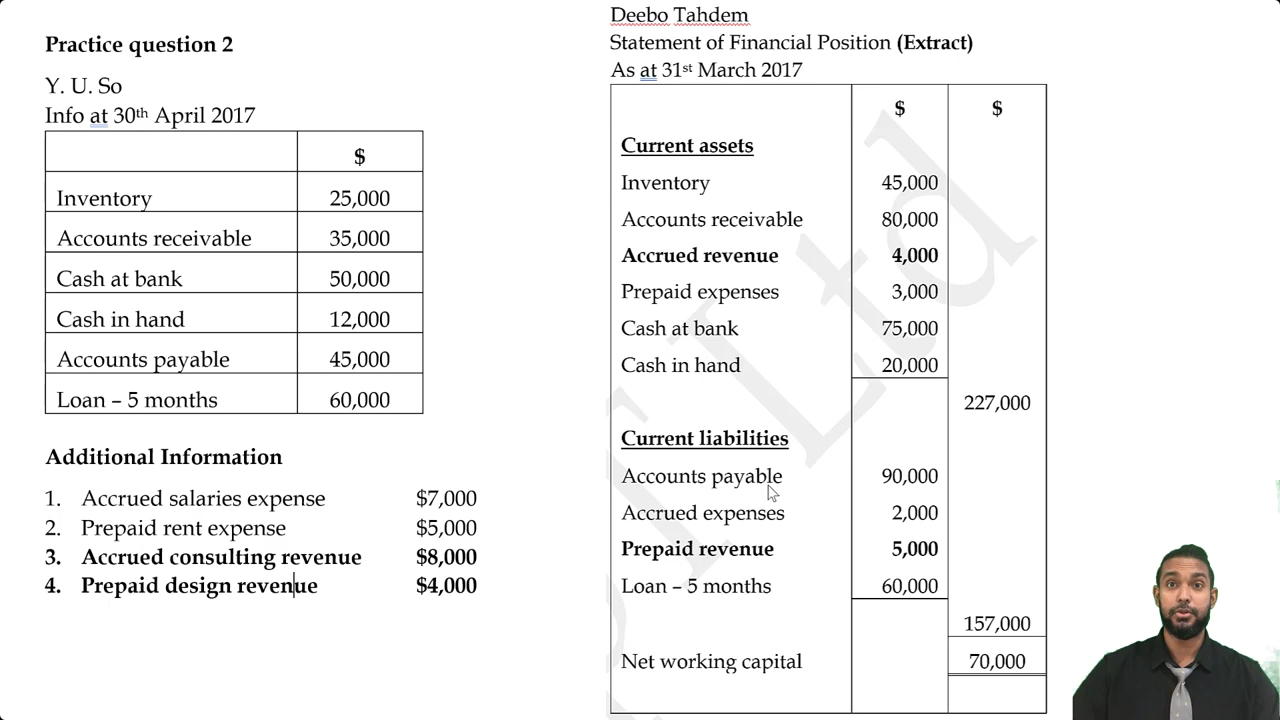 Practice question 2
Y. U. So
Info at 30th April 2017
$
Inventory 25,000
Accounts receivable 35,000
Cash at bank 50,000
Cash in hand 12,000
Accounts payable 45,000
Loan – 5 months 60,000
Additional Information
1. Accrued salaries expense $7,000
2. Prepaid rent expense $5,000
3. Accrued consulting revenue $8,000
4. Prepaid design revenue $4,000
Deebo Tahdem
Statement of Financial Position (Extract)
As at 31st March 2017
$ $
Current assets
Inventory 45,000
Accounts receivable 80,000
Accrued revenue 4,000
Prepaid expenses 3,000
Cash at bank 75,000
Cash in hand 20,000
227,000
Current liabilities
Accounts payable 90,000
Accrued expenses 2,000
Prepaid revenue 5,000
Loan – 5 months 60,000
157,000
Net working capital 70,000
Ltd